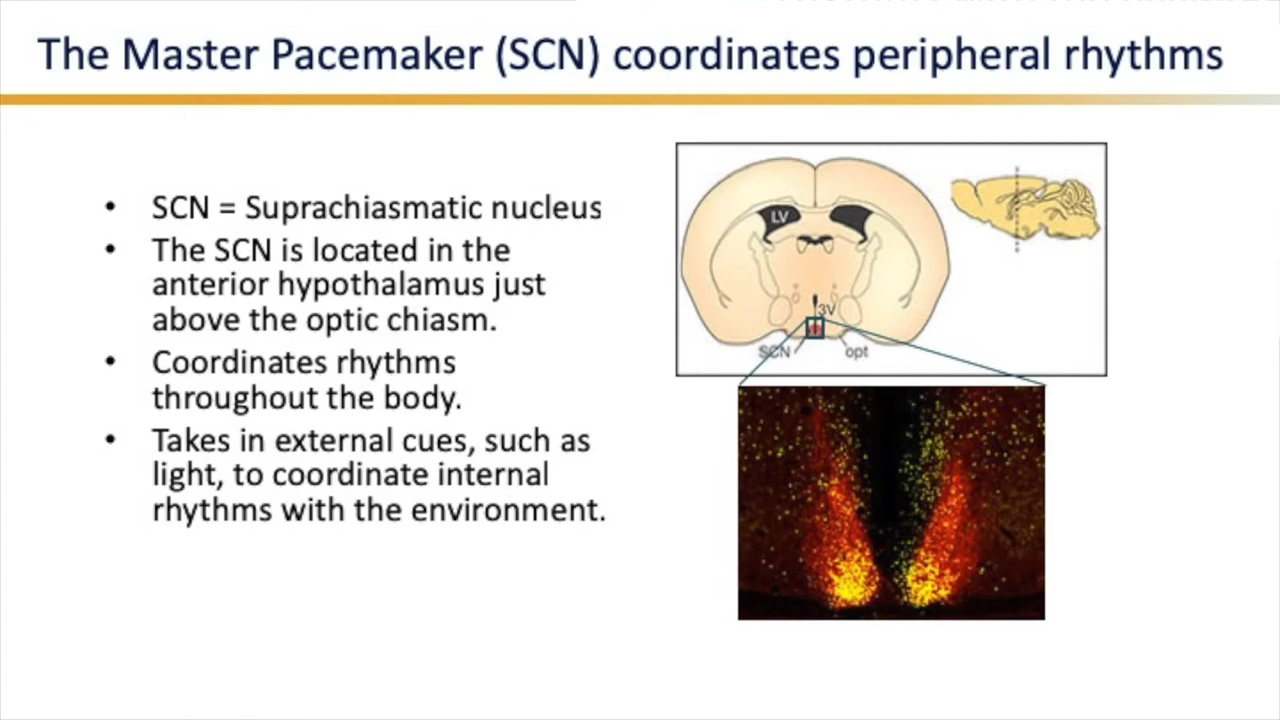 The Master Pacemaker (SCN) coordinates peripheral rhythms
• SCN = Suprachiasmatic nucleus
• The SCN is located in the
anterior hypothalamus just
above the optic chiasm.
• Coordinates rhythms
throughout the body.
• Takes in external cues, such as
light, to coordinate internal
rhythms with the environment.
LV
3V
SCN
opt